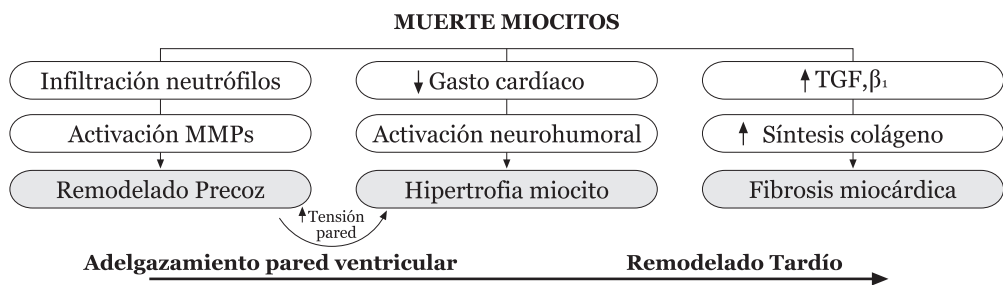 MUERTE MIOCITOS
Infiltración neutrófilos
↓ Gasto cardíaco
↑ TGF,β₁
Activación MMPs
Activación neurohumoral
↑ Síntesis colágeno
Remodelado Precoz
Hipertrofia miocito
Fibrosis miocárdica
↑ Tensión
pared
Adelgazamiento pared ventricular
Remodelado Tardío